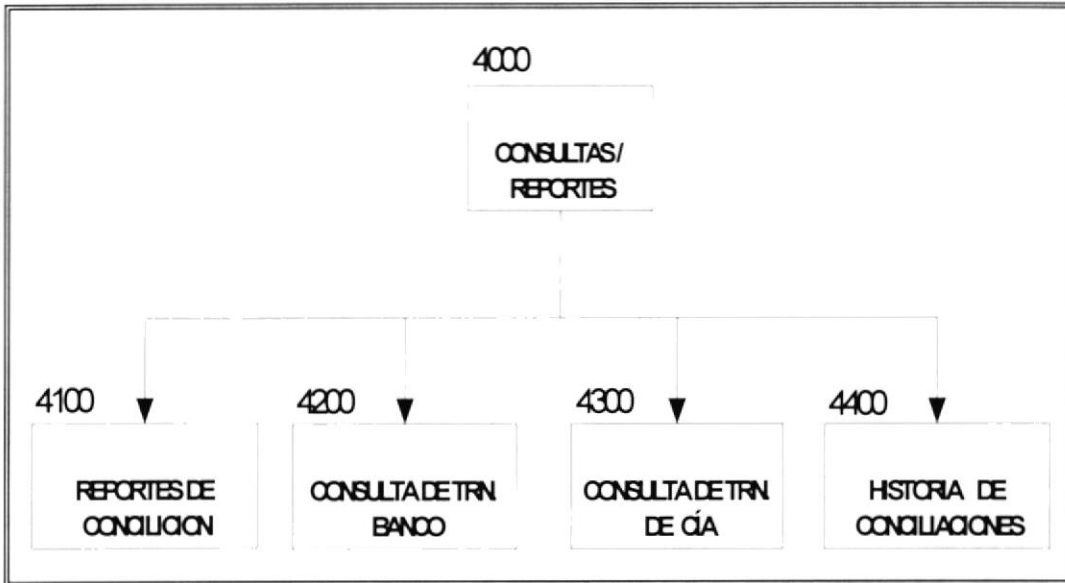 4000
CONSULTAS/
REPORTES
4100
4200
4300
4400
REPORTES DE
CONCILICION
CONSULTA DE TRN.
BANCO
CONSULTA DE TRN.
DE CÍA
HISTORIA DE
CONCILIACIONES